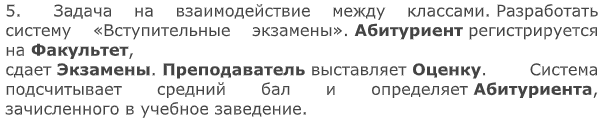 5. Задача на взаимодействие между классами. Разработать
систему «Вступительные экзамены». Абитуриент регистрируется
на Факультет,
сдает Экзамены. Преподаватель выставляет Оценку. Система
подсчитывает средний бал и определяет Абитуриента,
зачисленного в учебное заведение.